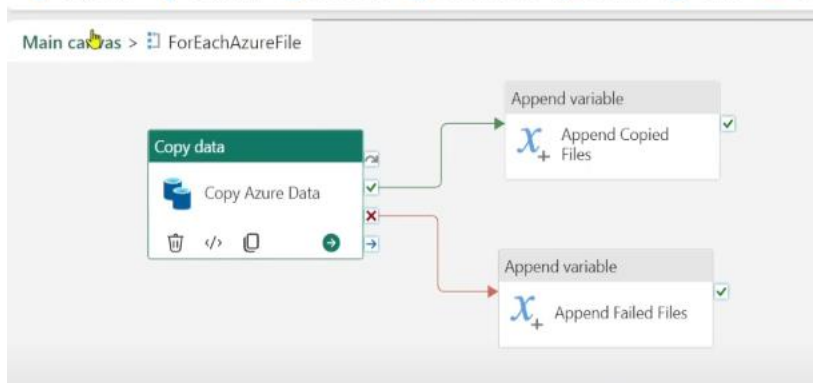 Main canvas > ForEachAzureFile
Append variable
Append Copied
Files
Copy data
Copy Azure Data
</>
Append variable
Append Failed Files